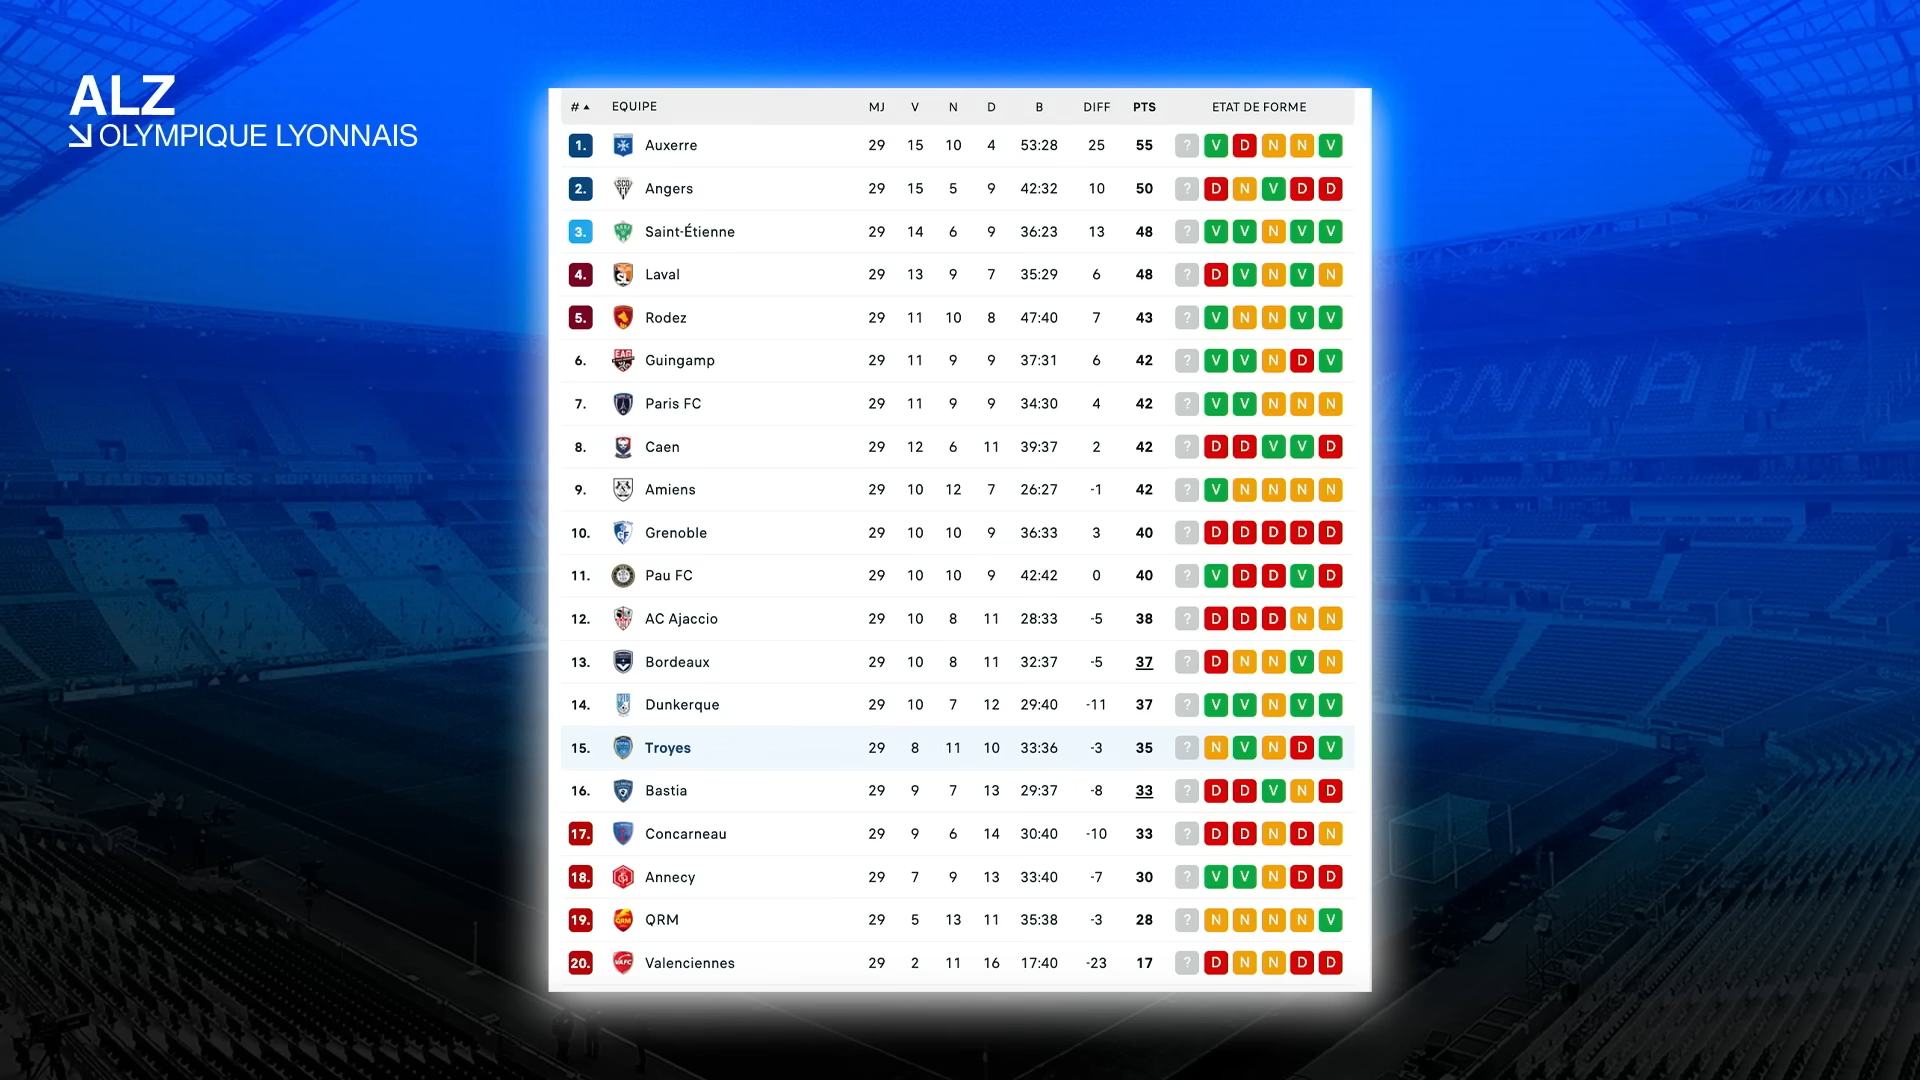 ALZ
OLYMPIQUE LYONNAIS
# EQUIPE MJ V N D B DIFF PTS ETAT DE FORME
1. Auxerre 29 15 10 4 53:28 25 55 ? V D N N V
2. Angers 29 15 5 9 42:32 10 50 ? D N V D D
3. Saint-Étienne 29 14 6 9 36:23 13 48 ? V V N V V
4. Laval 29 13 9 7 35:29 6 48 ? D V N V N
5. Rodez 29 11 10 8 47:40 7 43 ? V N N V V
6. Guingamp 29 11 9 9 37:31 6 42 ? V V N D V
7. Paris FC 29 11 9 9 34:30 4 42 ? V V N N N
8. Caen 29 12 6 11 39:37 2 42 ? D D V V D
9. Amiens 29 10 12 7 26:27 -1 42 ? V N N N N
10. Grenoble 29 10 10 9 36:33 3 40 ? D D D D D
11. Pau FC 29 10 10 9 42:42 0 40 ? V D D V D
12. AC Ajaccio 29 10 8 11 28:33 -5 38 ? D D D N N
13. Bordeaux 29 10 8 11 32:37 -5 37 ? D N N V N
14. Dunkerque 29 10 7 12 29:40 -11 37 ? V V N V V
15. Troyes 29 8 11 10 33:36 -3 35 ? N V N D V
16. Bastia 29 9 7 13 29:37 -8 33 ? D D V N D
17. Concarneau 29 9 6 14 30:40 -10 33 ? D D N D N
18. Annecy 29 7 9 13 33:40 -7 30 ? V V N D D
19. QRM 29 5 13 11 35:38 -3 28 ? N N N N V
20. Valenciennes 29 2 11 16 17:40 -23 17 ? D N N D D